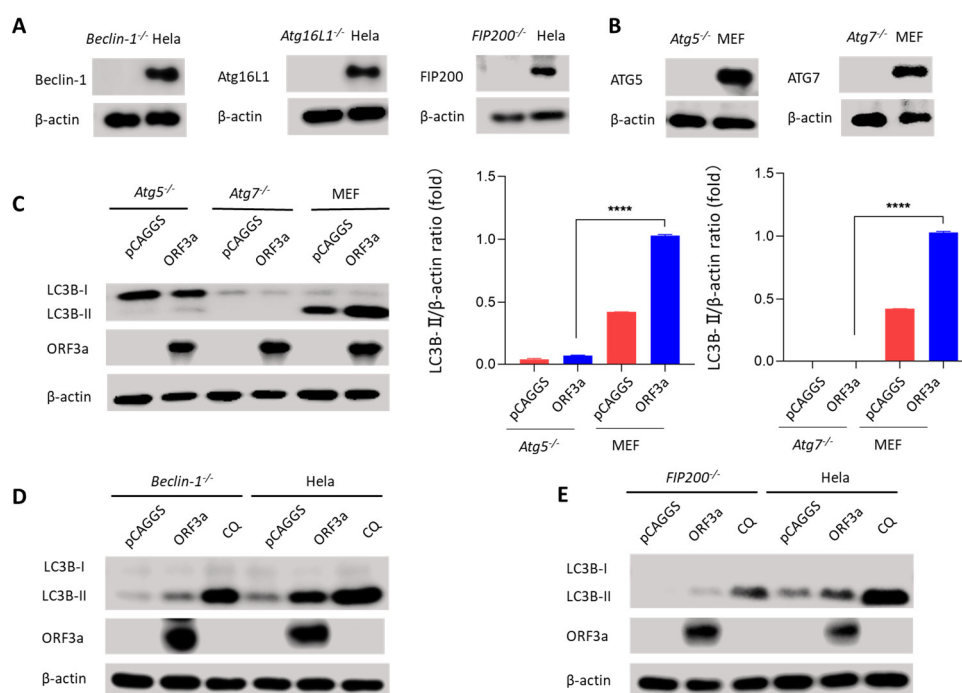 A
Beclin-1-/- Hela
Beclin-1
β-actin
Atg16L1-/- Hela
Atg16L1
β-actin
FIP200-/- Hela
FIP200
β-actin
B
Atg5-/- MEF
ATG5
β-actin
Atg7-/- MEF
ATG7
β-actin
C
Atg5-/- Atg7-/- MEF
pCAGGS ORF3a pCAGGS ORF3a pCAGGS ORF3a
LC3B-I
LC3B-II
ORF3a
β-actin
LC3B- II/β-actin ratio (fold)
1.5
1.0
0.5
0.0
****
pCAGGS ORF3a pCAGGS ORF3a
Atg5-/- MEF
LC3B- II/β-actin ratio (fold)
1.5
1.0
0.5
0.0
****
pCAGGS ORF3a pCAGGS ORF3a
Atg7-/- MEF
D
Beclin-1-/- Hela
pCAGGS ORF3a CQ pCAGGS ORF3a CQ
LC3B-I
LC3B-II
ORF3a
β-actin
E
FIP200-/- Hela
pCAGGS ORF3a CQ pCAGGS ORF3a CQ
LC3B-I
LC3B-II
ORF3a
β-actin